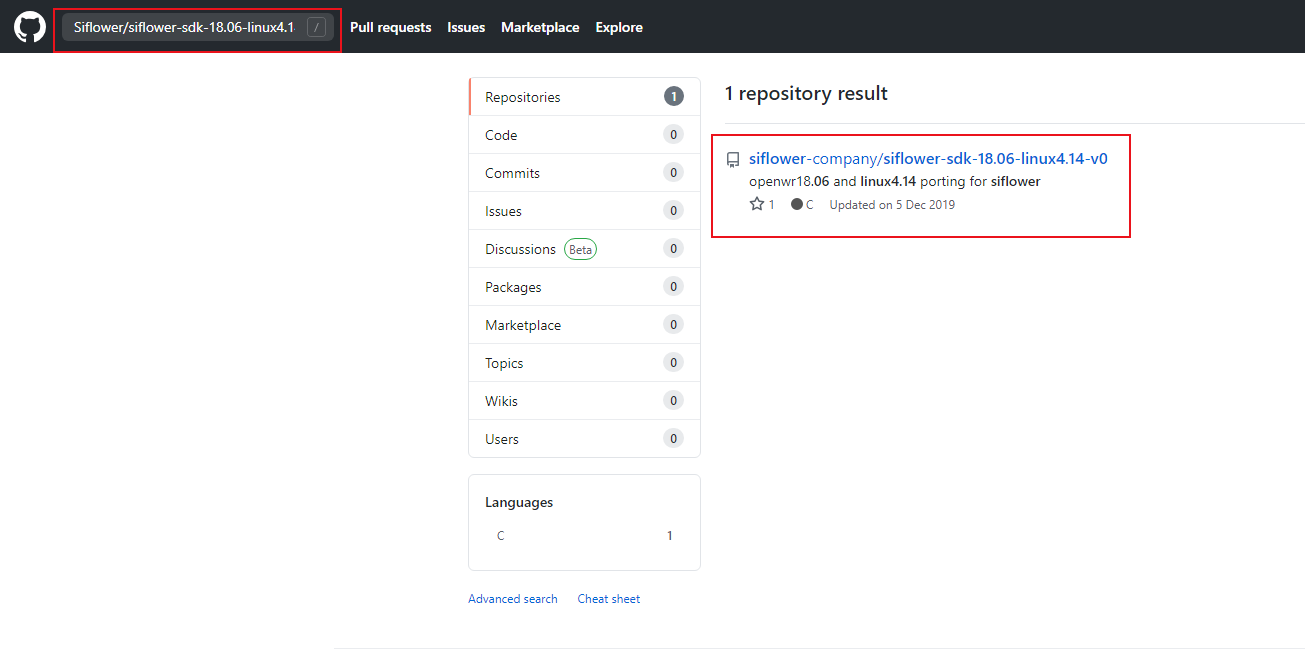 Siflower/siflower-sdk-18.06-linux4.1 / Pull requests Issues Marketplace Explore
Repositories 1
Code 0
Commits 0
Issues 0
Discussions Beta 0
Packages 0
Marketplace 0
Topics 0
Wikis 0
Users 0
Languages
C 1
Advanced search Cheat sheet
1 repository result
siflower-company/siflower-sdk-18.06-linux4.14-v0
openwr18.06 and linux4.14 porting for siflower
1 C Updated on 5 Dec 2019